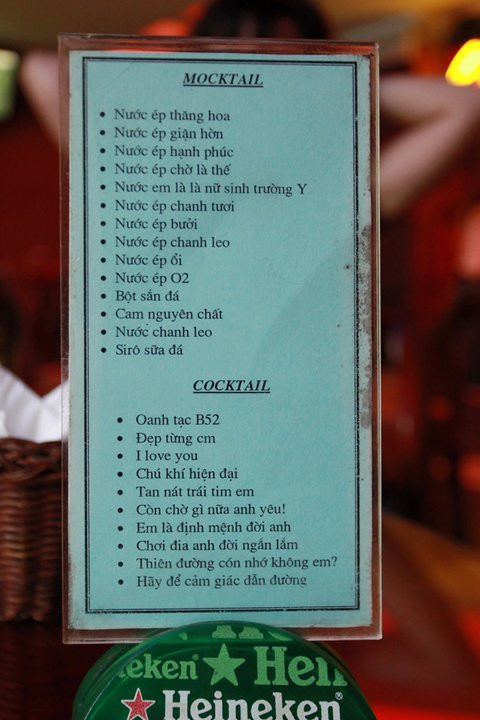 MOCKTAIL
• Nước ép thăng hoa
• Nước ép giận hờn
• Nước ép hạnh phúc
• Nước ép chờ là thế
• Nước em là là nữ sinh trường Y
• Nước ép chanh tươi
• Nước ép bưởi
• Nước ép chanh leo
• Nước ép ổi
• Nước ép O2
• Bột sắn đá
• Cam nguyên chất
• Nước chanh leo
• Sirô sữa đá
COCKTAIL
• Oanh tạc B52
• Đẹp từng cm
• I love you
• Chú khí hiện đại
• Tan nát trái tim em
• Còn chờ gì nữa anh yêu!
• Em là định mệnh đời anh
• Chơi đia anh đời ngắn lắm
• Thiên đường cón nhớ không em?
• Hãy để cảm giác dẫn đường
eken® ★ Hein
★ Heineken®